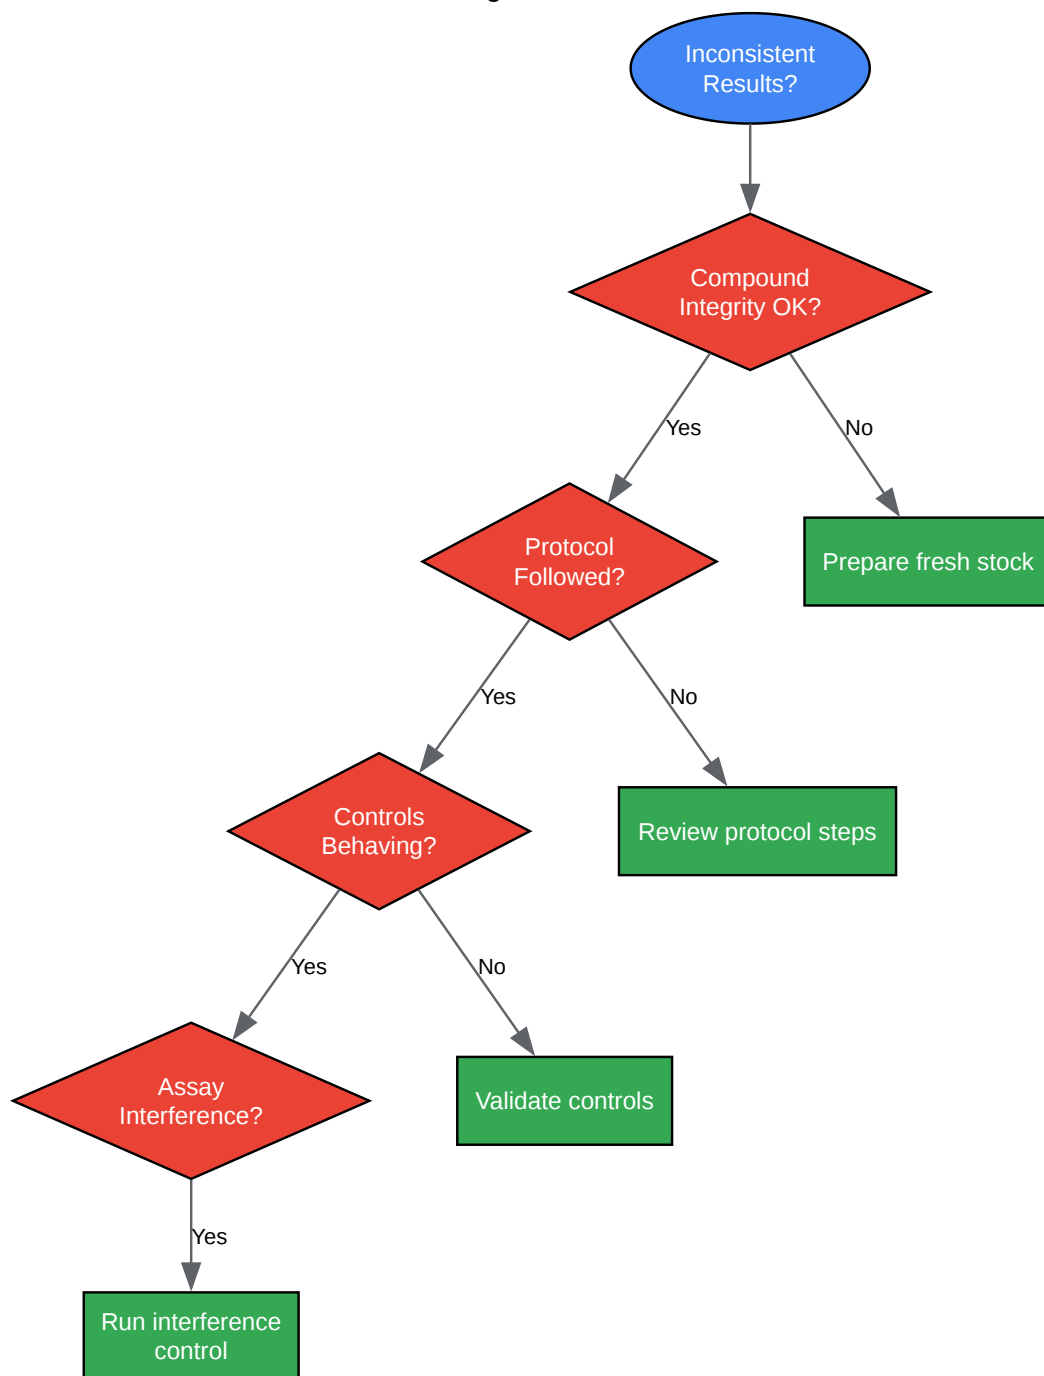 Inconsistent
Results?
Compound
Integrity OK?
Yes
No
Protocol
Followed?
Prepare fresh stock
Yes
No
Controls
Behaving?
Review protocol steps
Yes
No
Assay
Interference?
Validate controls
Yes
Run interference
control